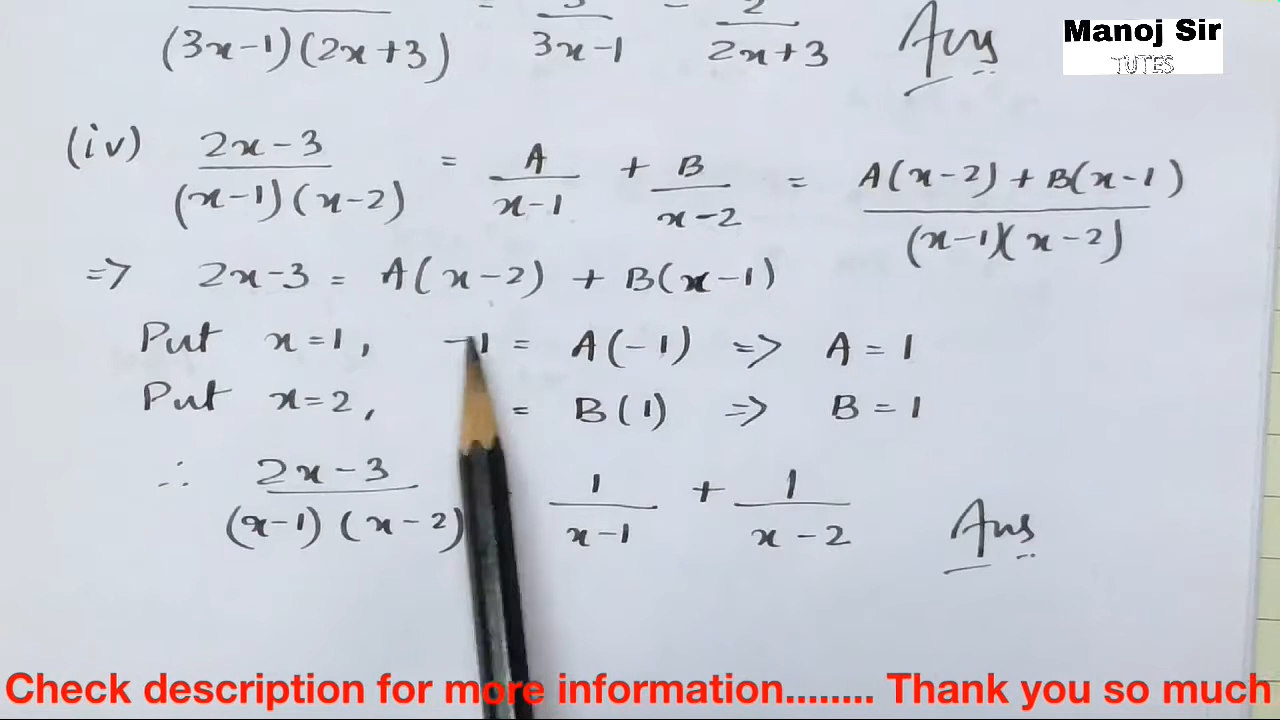 (3x-1)(2x+3) = 3/(3x-1) - 2/(2x+3) Ans
Manoj Sir
TUTES
(iv) (2x-3)/((x-1)(x-2)) = A/(x-1) + B/(x-2) = (A(x-2) + B(x-1))/((x-1)(x-2))
=> 2x-3 = A(x-2) + B(x-1)
Put x=1, -1 = A(-1) => A = 1
Put x=2, = B(1) => B = 1
∴ (2x-3)/((x-1)(x-2)) 1/(x-1) + 1/(x-2) Ans
Check description for more information........ Thank you so much